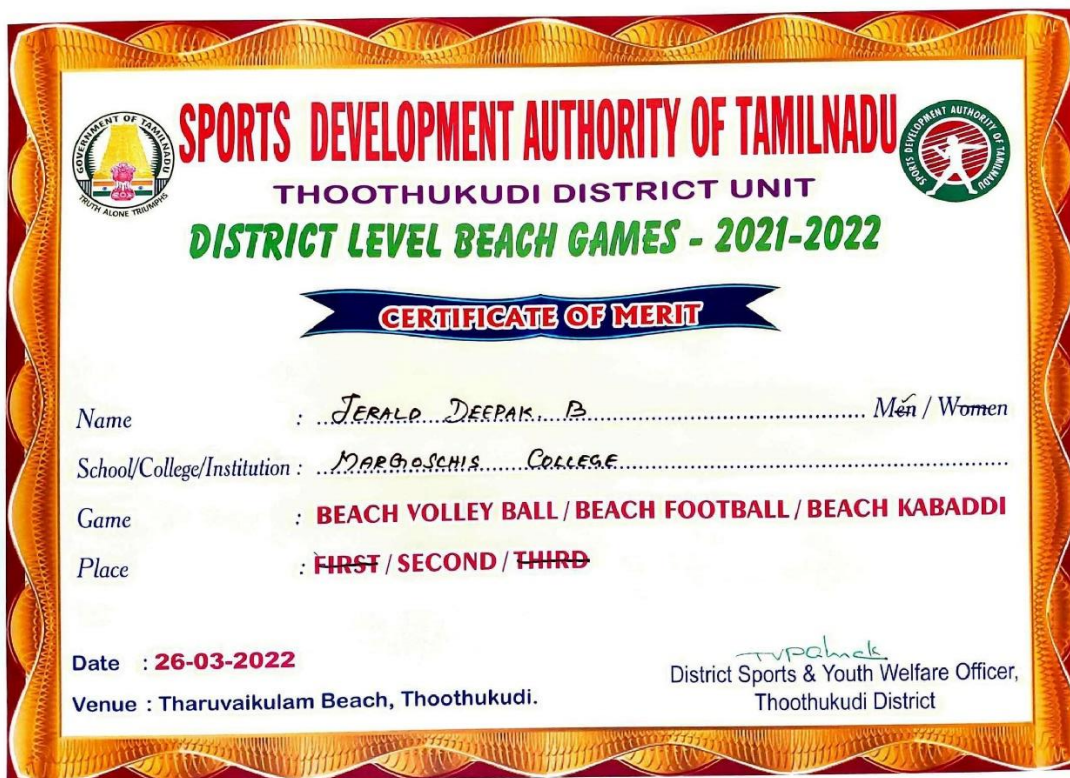 SPORTS DEVELOPMENT AUTHORITY OF TAMILNADU
GOVERNMENT OF TAMILNADU
TRUTH ALONE TRIUMPHS
SPORTS DEVELOPMENT AUTHORITY OF TAMILNADU
THOOTHUKUDI DISTRICT UNIT
DISTRICT LEVEL BEACH GAMES - 2021-2022
CERTIFICATE OF MERIT
Name : JERALD DEEPAK. B Men / Women
School/College/Institution : MARGOSCHIS COLLEGE
Game : BEACH VOLLEY BALL / BEACH FOOTBALL / BEACH KABADDI
Place : FIRST / SECOND / THIRD
Date : 26-03-2022
Venue : Tharuvaikulam Beach, Thoothukudi.
District Sports & Youth Welfare Officer,
Thoothukudi District